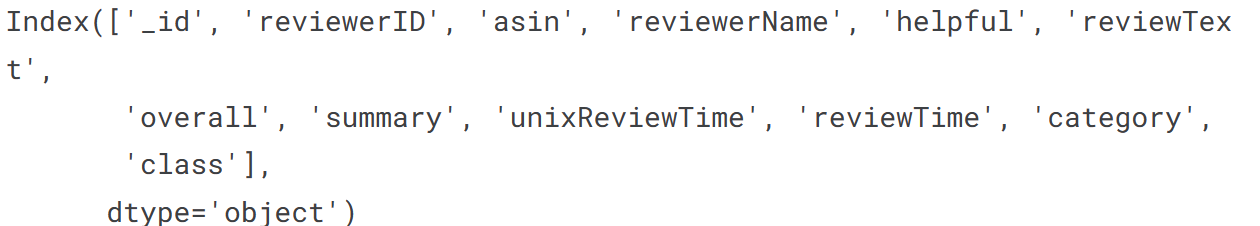 Index(['_id', 'reviewerID', 'asin', 'reviewerName', 'helpful', 'reviewTex
t',
'overall', 'summary', 'unixReviewTime', 'reviewTime', 'category',
'class'],
dtype='object')